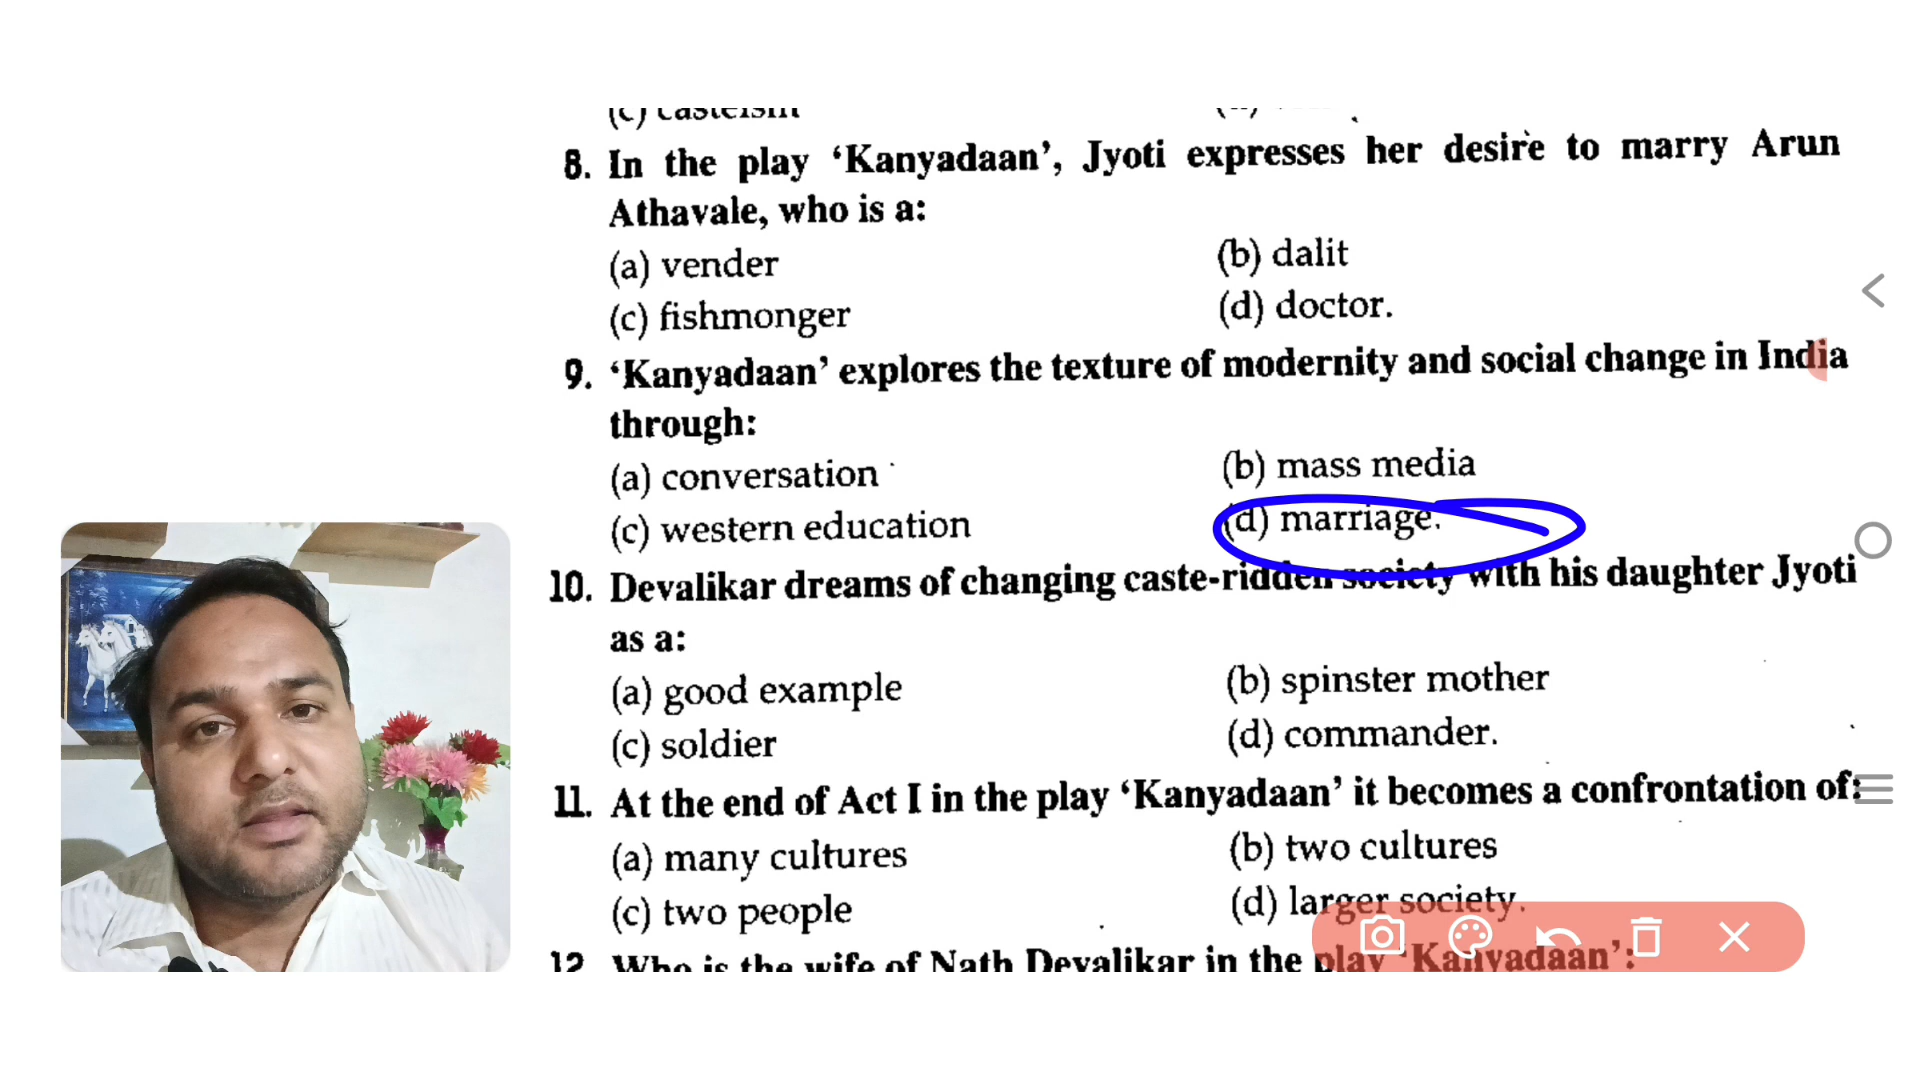 (c) casteism
8. In the play ‘Kanyadaan’, Jyoti expresses her desire to marry Arun
Athavale, who is a:
(a) vender (b) dalit
(c) fishmonger (d) doctor.
9. ‘Kanyadaan’ explores the texture of modernity and social change in India
through:
(a) conversation (b) mass media
(c) western education (d) marriage.
10. Devalikar dreams of changing caste-ridden society with his daughter Jyoti
as a:
(a) good example (b) spinster mother
(c) soldier (d) commander.
11. At the end of Act I in the play ‘Kanyadaan’ it becomes a confrontation of:
(a) many cultures (b) two cultures
(c) two people (d) larger society.
12 Who is the wife of Nath Devalikar in the play ‘Kanyadaan’: